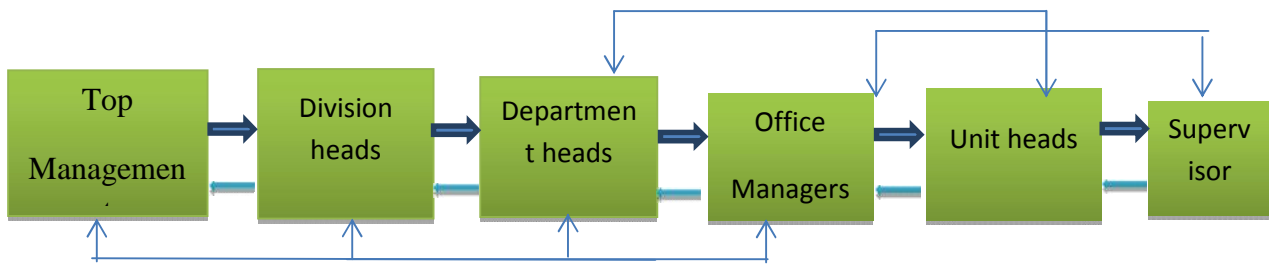 Top
Managemen
Division
heads
Departmen
t heads
Office
Managers
Unit heads
Superv
isor